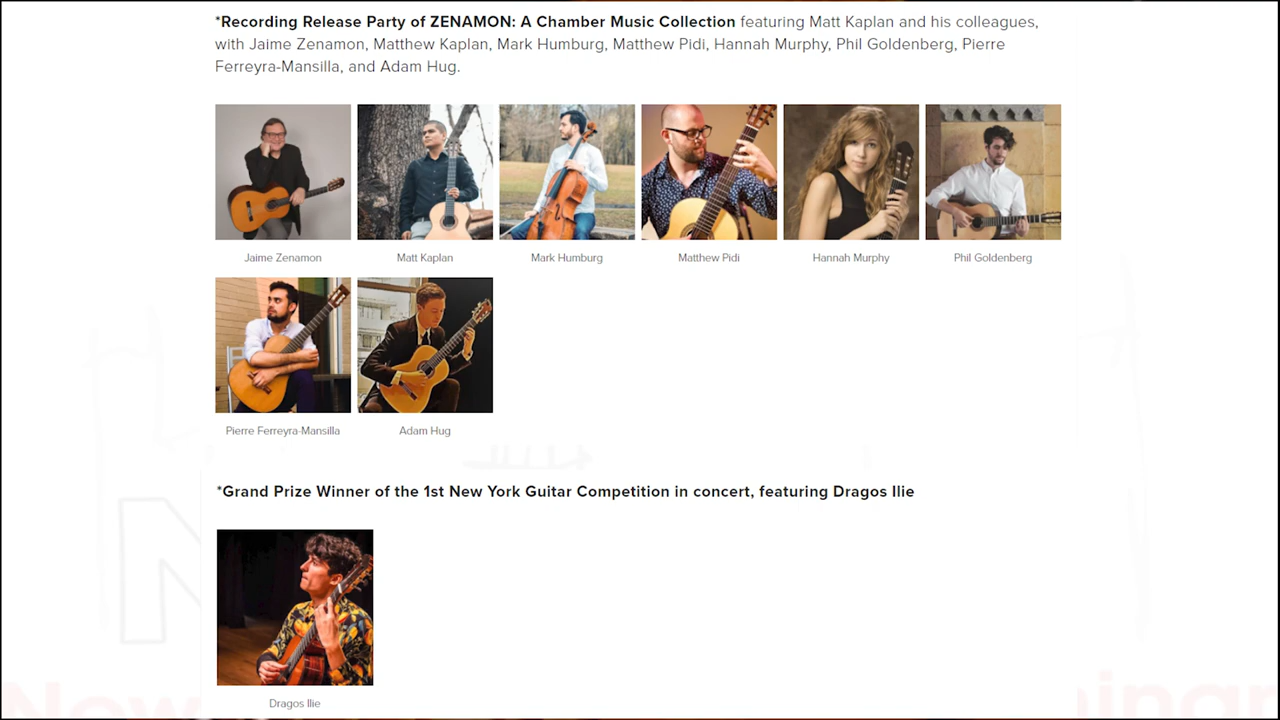 *Recording Release Party of ZENAMON: A Chamber Music Collection featuring Matt Kaplan and his colleagues,
with Jaime Zenamon, Matthew Kaplan, Mark Humburg, Matthew Pidi, Hannah Murphy, Phil Goldenberg, Pierre
Ferreyra-Mansilla, and Adam Hug.
Jaime Zenamon
Matt Kaplan
Mark Humburg
Matthew Pidi
Hannah Murphy
Phil Goldenberg
Pierre Ferreyra-Mansilla
Adam Hug
*Grand Prize Winner of the 1st New York Guitar Competition in concert, featuring Dragos Ilie
Dragos Ilie